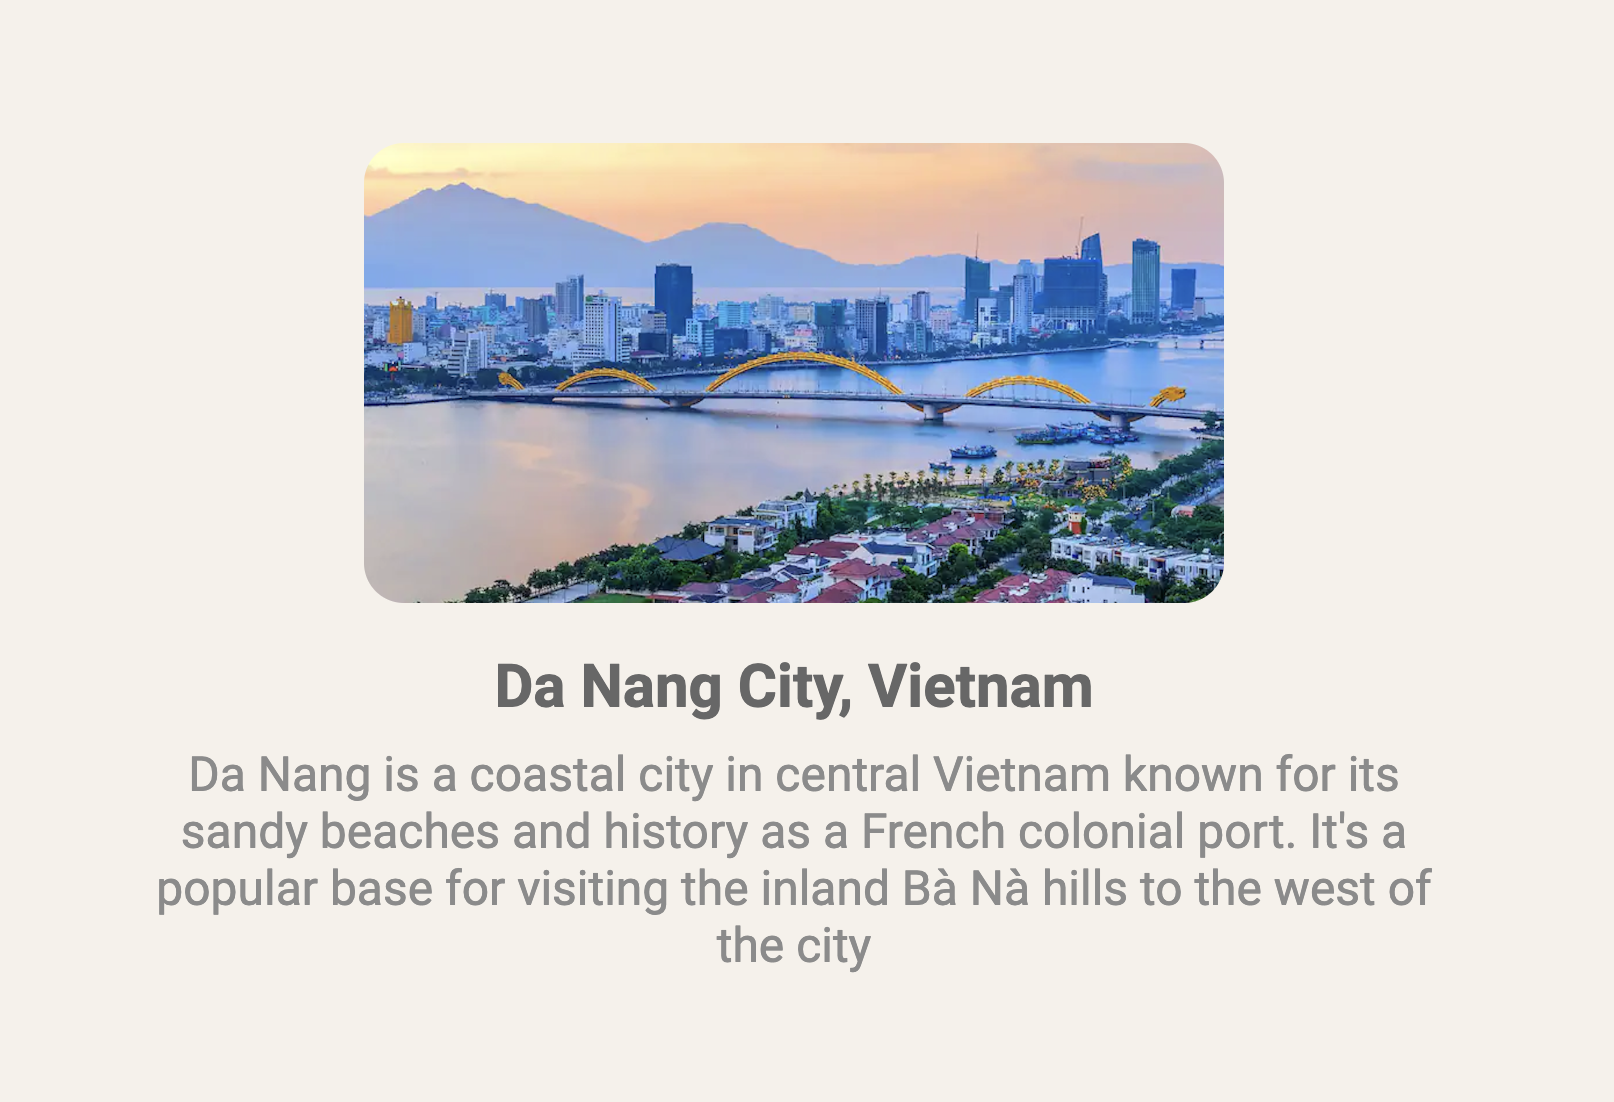 Da Nang City, Vietnam
Da Nang is a coastal city in central Vietnam known for its
sandy beaches and history as a French colonial port. It's a
popular base for visiting the inland Bà Nà hills to the west of
the city